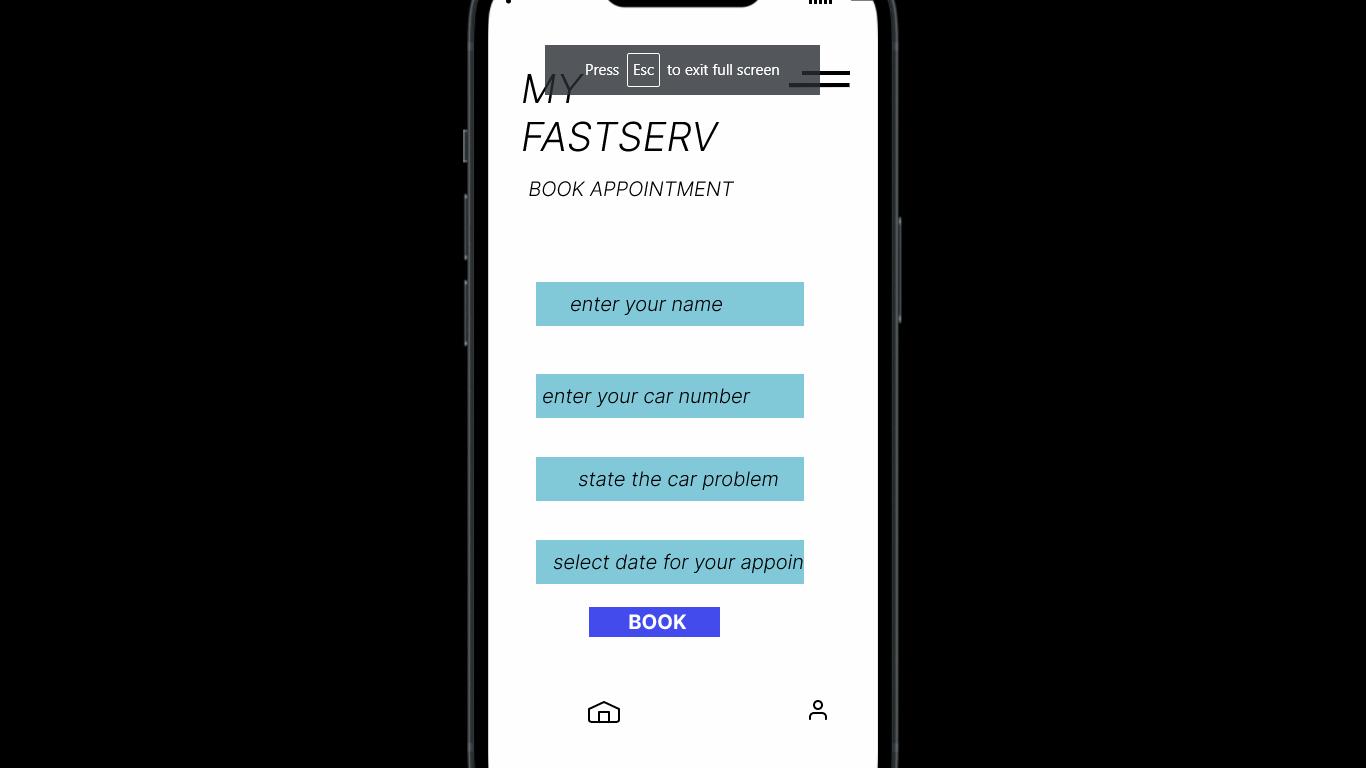 Press Esc to exit full screen
MY
FASTSERV
BOOK APPOINTMENT
enter your name
enter your car number
state the car problem
select date for your appoin
BOOK